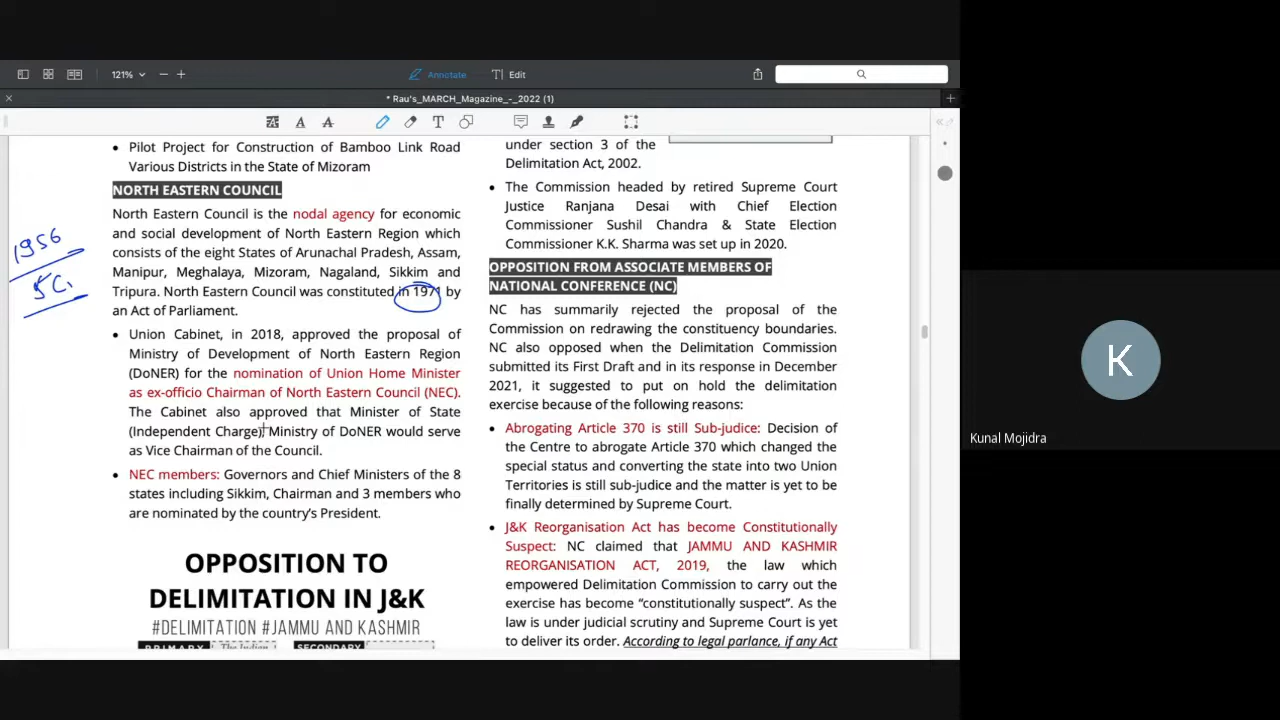 121%
Annotate
Edit
* Rau's_MARCH_Magazine_-_2022 (1)
• Pilot Project for Construction of Bamboo Link Road
Various Districts in the State of Mizoram
NORTH EASTERN COUNCIL
North Eastern Council is the nodal agency for economic
and social development of North Eastern Region which
consists of the eight States of Arunachal Pradesh, Assam,
Manipur, Meghalaya, Mizoram, Nagaland, Sikkim and
Tripura. North Eastern Council was constituted in 1971 by
an Act of Parliament.
1956
5C,
• Union Cabinet, in 2018, approved the proposal of
Ministry of Development of North Eastern Region
(DoNER) for the nomination of Union Home Minister
as ex-officio Chairman of North Eastern Council (NEC).
The Cabinet also approved that Minister of State
(Independent Charge), Ministry of DoNER would serve
as Vice Chairman of the Council.
• NEC members: Governors and Chief Ministers of the 8
states including Sikkim, Chairman and 3 members who
are nominated by the country's President.
OPPOSITION TO
DELIMITATION IN J&K
#DELIMITATION #JAMMU AND KASHMIR
PRIMARY The Indian SECONDARY
under section 3 of the
Delimitation Act, 2002.
• The Commission headed by retired Supreme Court
Justice Ranjana Desai with Chief Election
Commissioner Sushil Chandra & State Election
Commissioner K.K. Sharma was set up in 2020.
OPPOSITION FROM ASSOCIATE MEMBERS OF
NATIONAL CONFERENCE (NC)
NC has summarily rejected the proposal of the
Commission on redrawing the constituency boundaries.
NC also opposed when the Delimitation Commission
submitted its First Draft and in its response in December
2021, it suggested to put on hold the delimitation
exercise because of the following reasons:
• Abrogating Article 370 is still Sub-judice: Decision of
the Centre to abrogate Article 370 which changed the
special status and converting the state into two Union
Territories is still sub-judice and the matter is yet to be
finally determined by Supreme Court.
• J&K Reorganisation Act has become Constitutionally
Suspect: NC claimed that JAMMU AND KASHMIR
REORGANISATION ACT, 2019, the law which
empowered Delimitation Commission to carry out the
exercise has become “constitutionally suspect”. As the
law is under judicial scrutiny and Supreme Court is yet
to deliver its order. According to legal parlance, if any Act
K
Kunal Mojidra